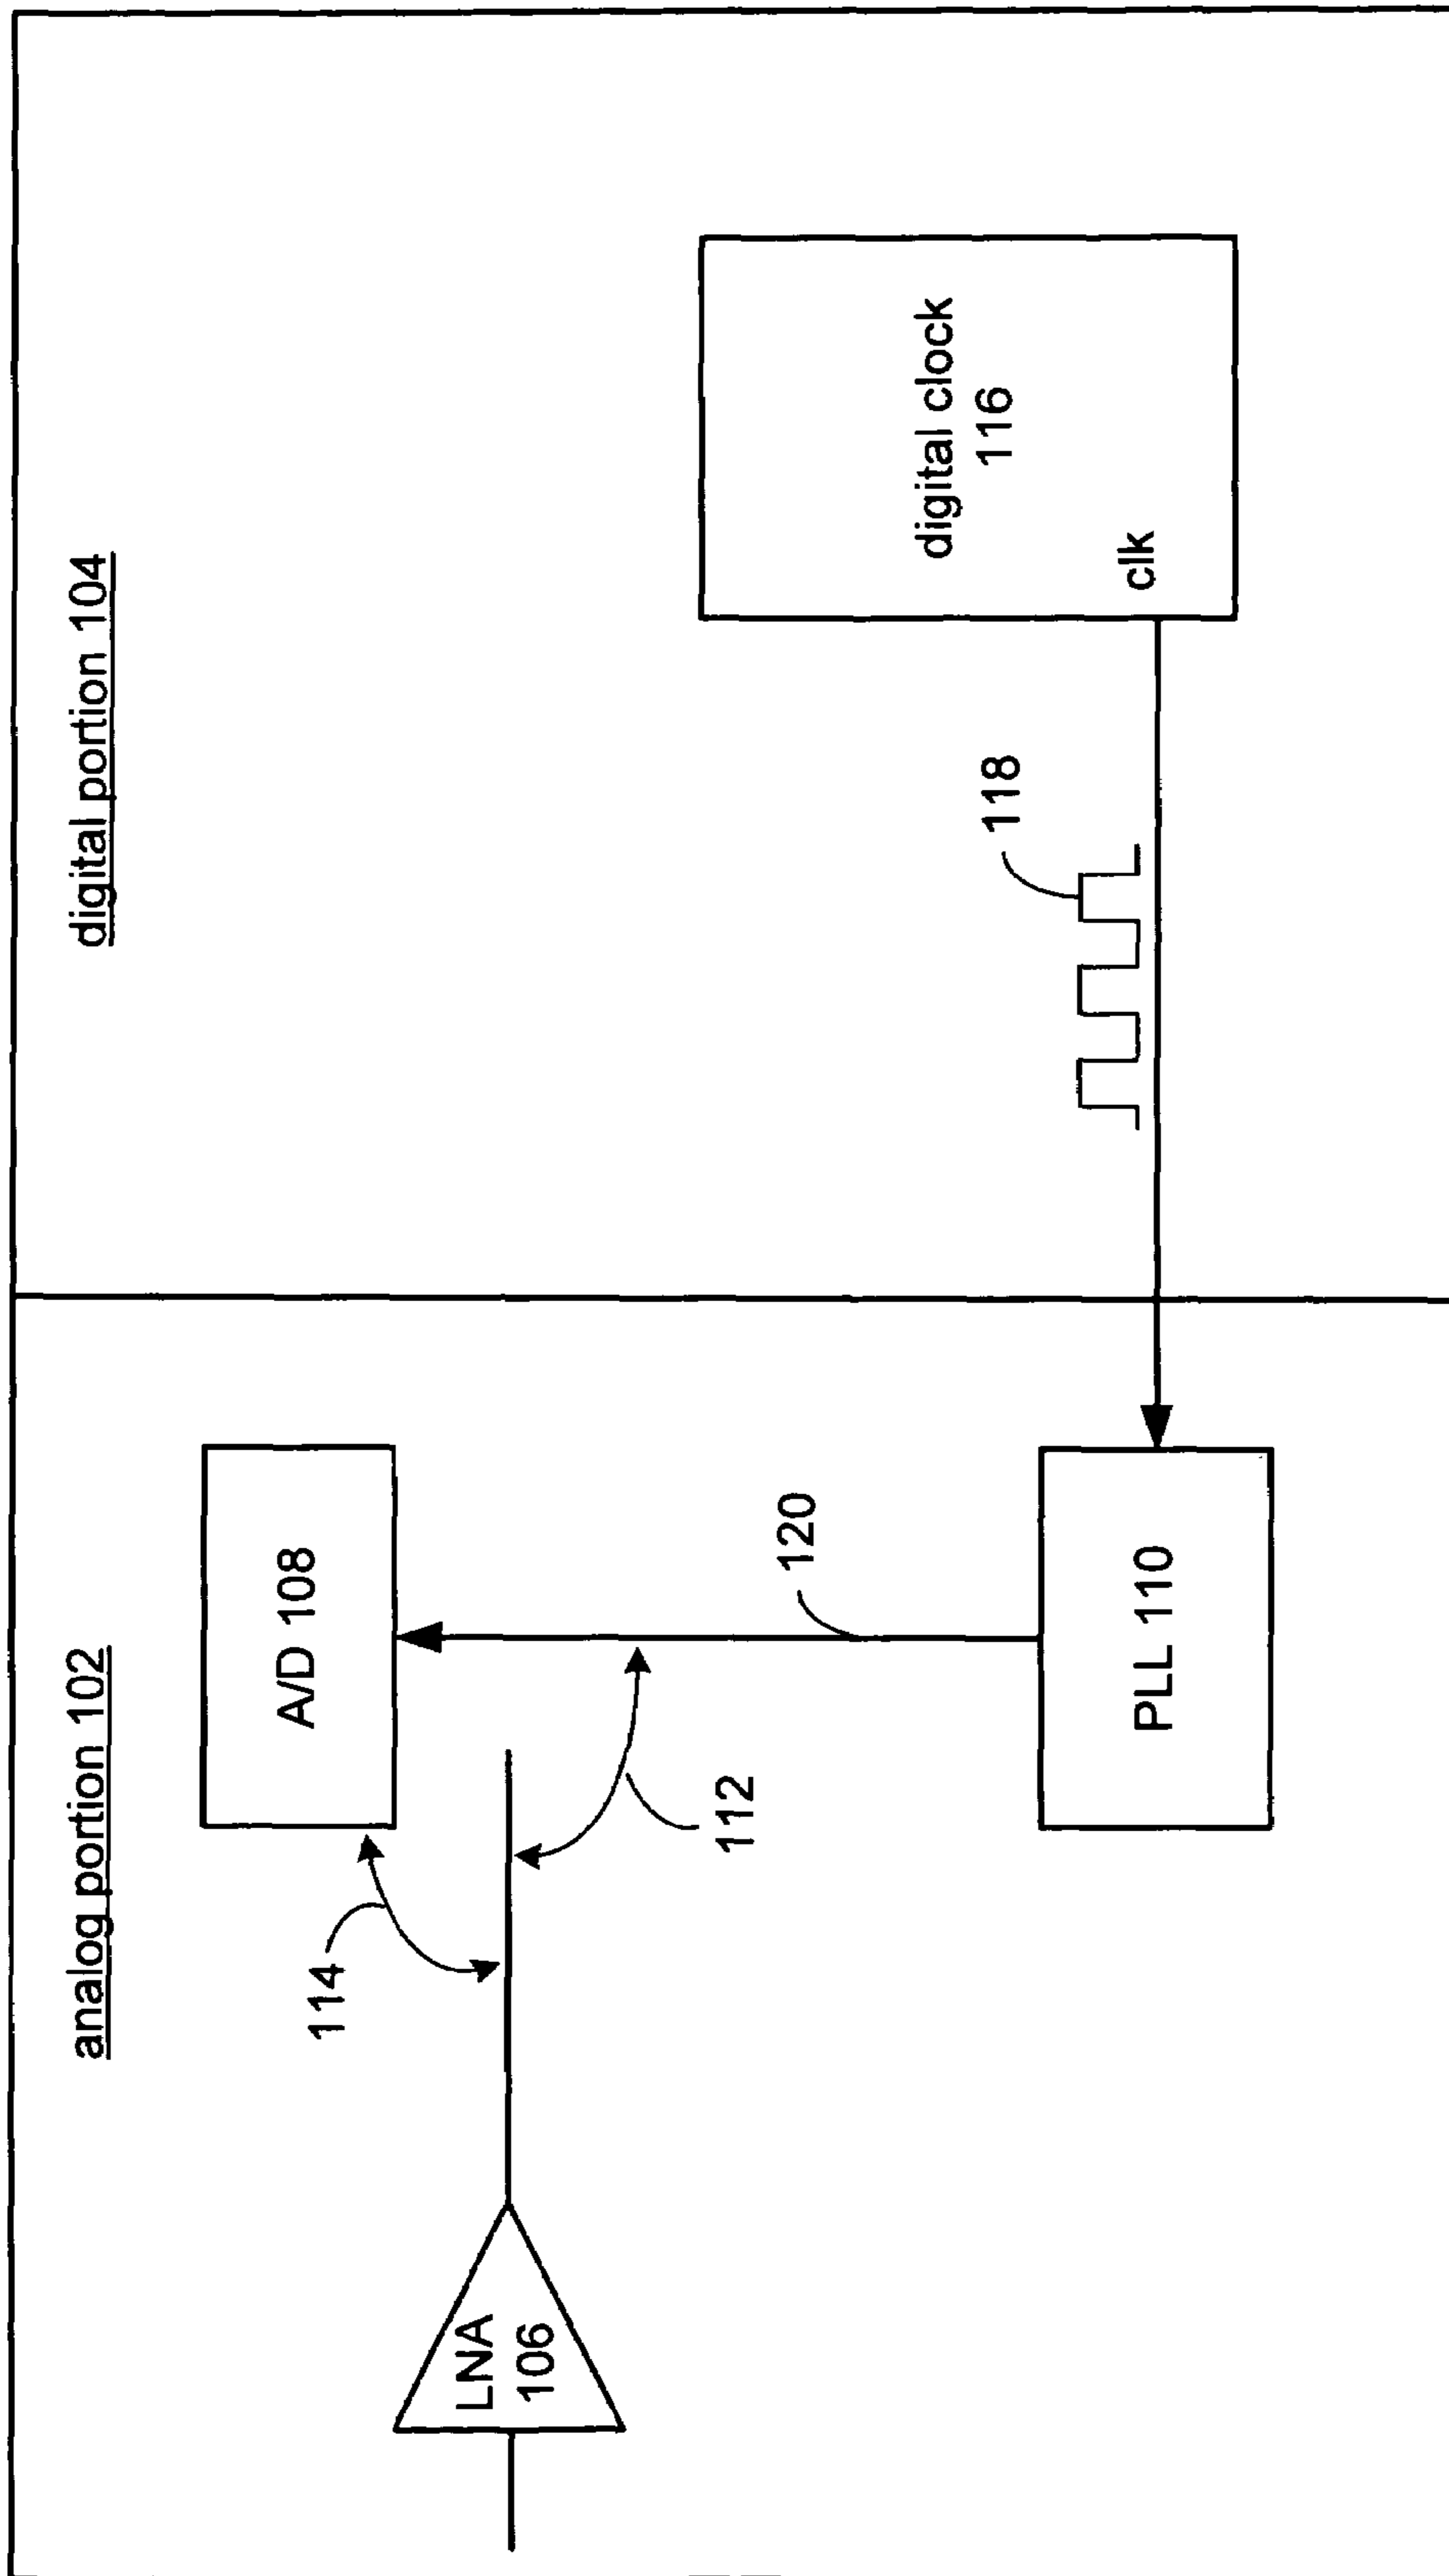 analog portion 102
digital portion 104
A/D 108
114
LNA
106
112
120
PLL 110
118
digital clock
116
clk